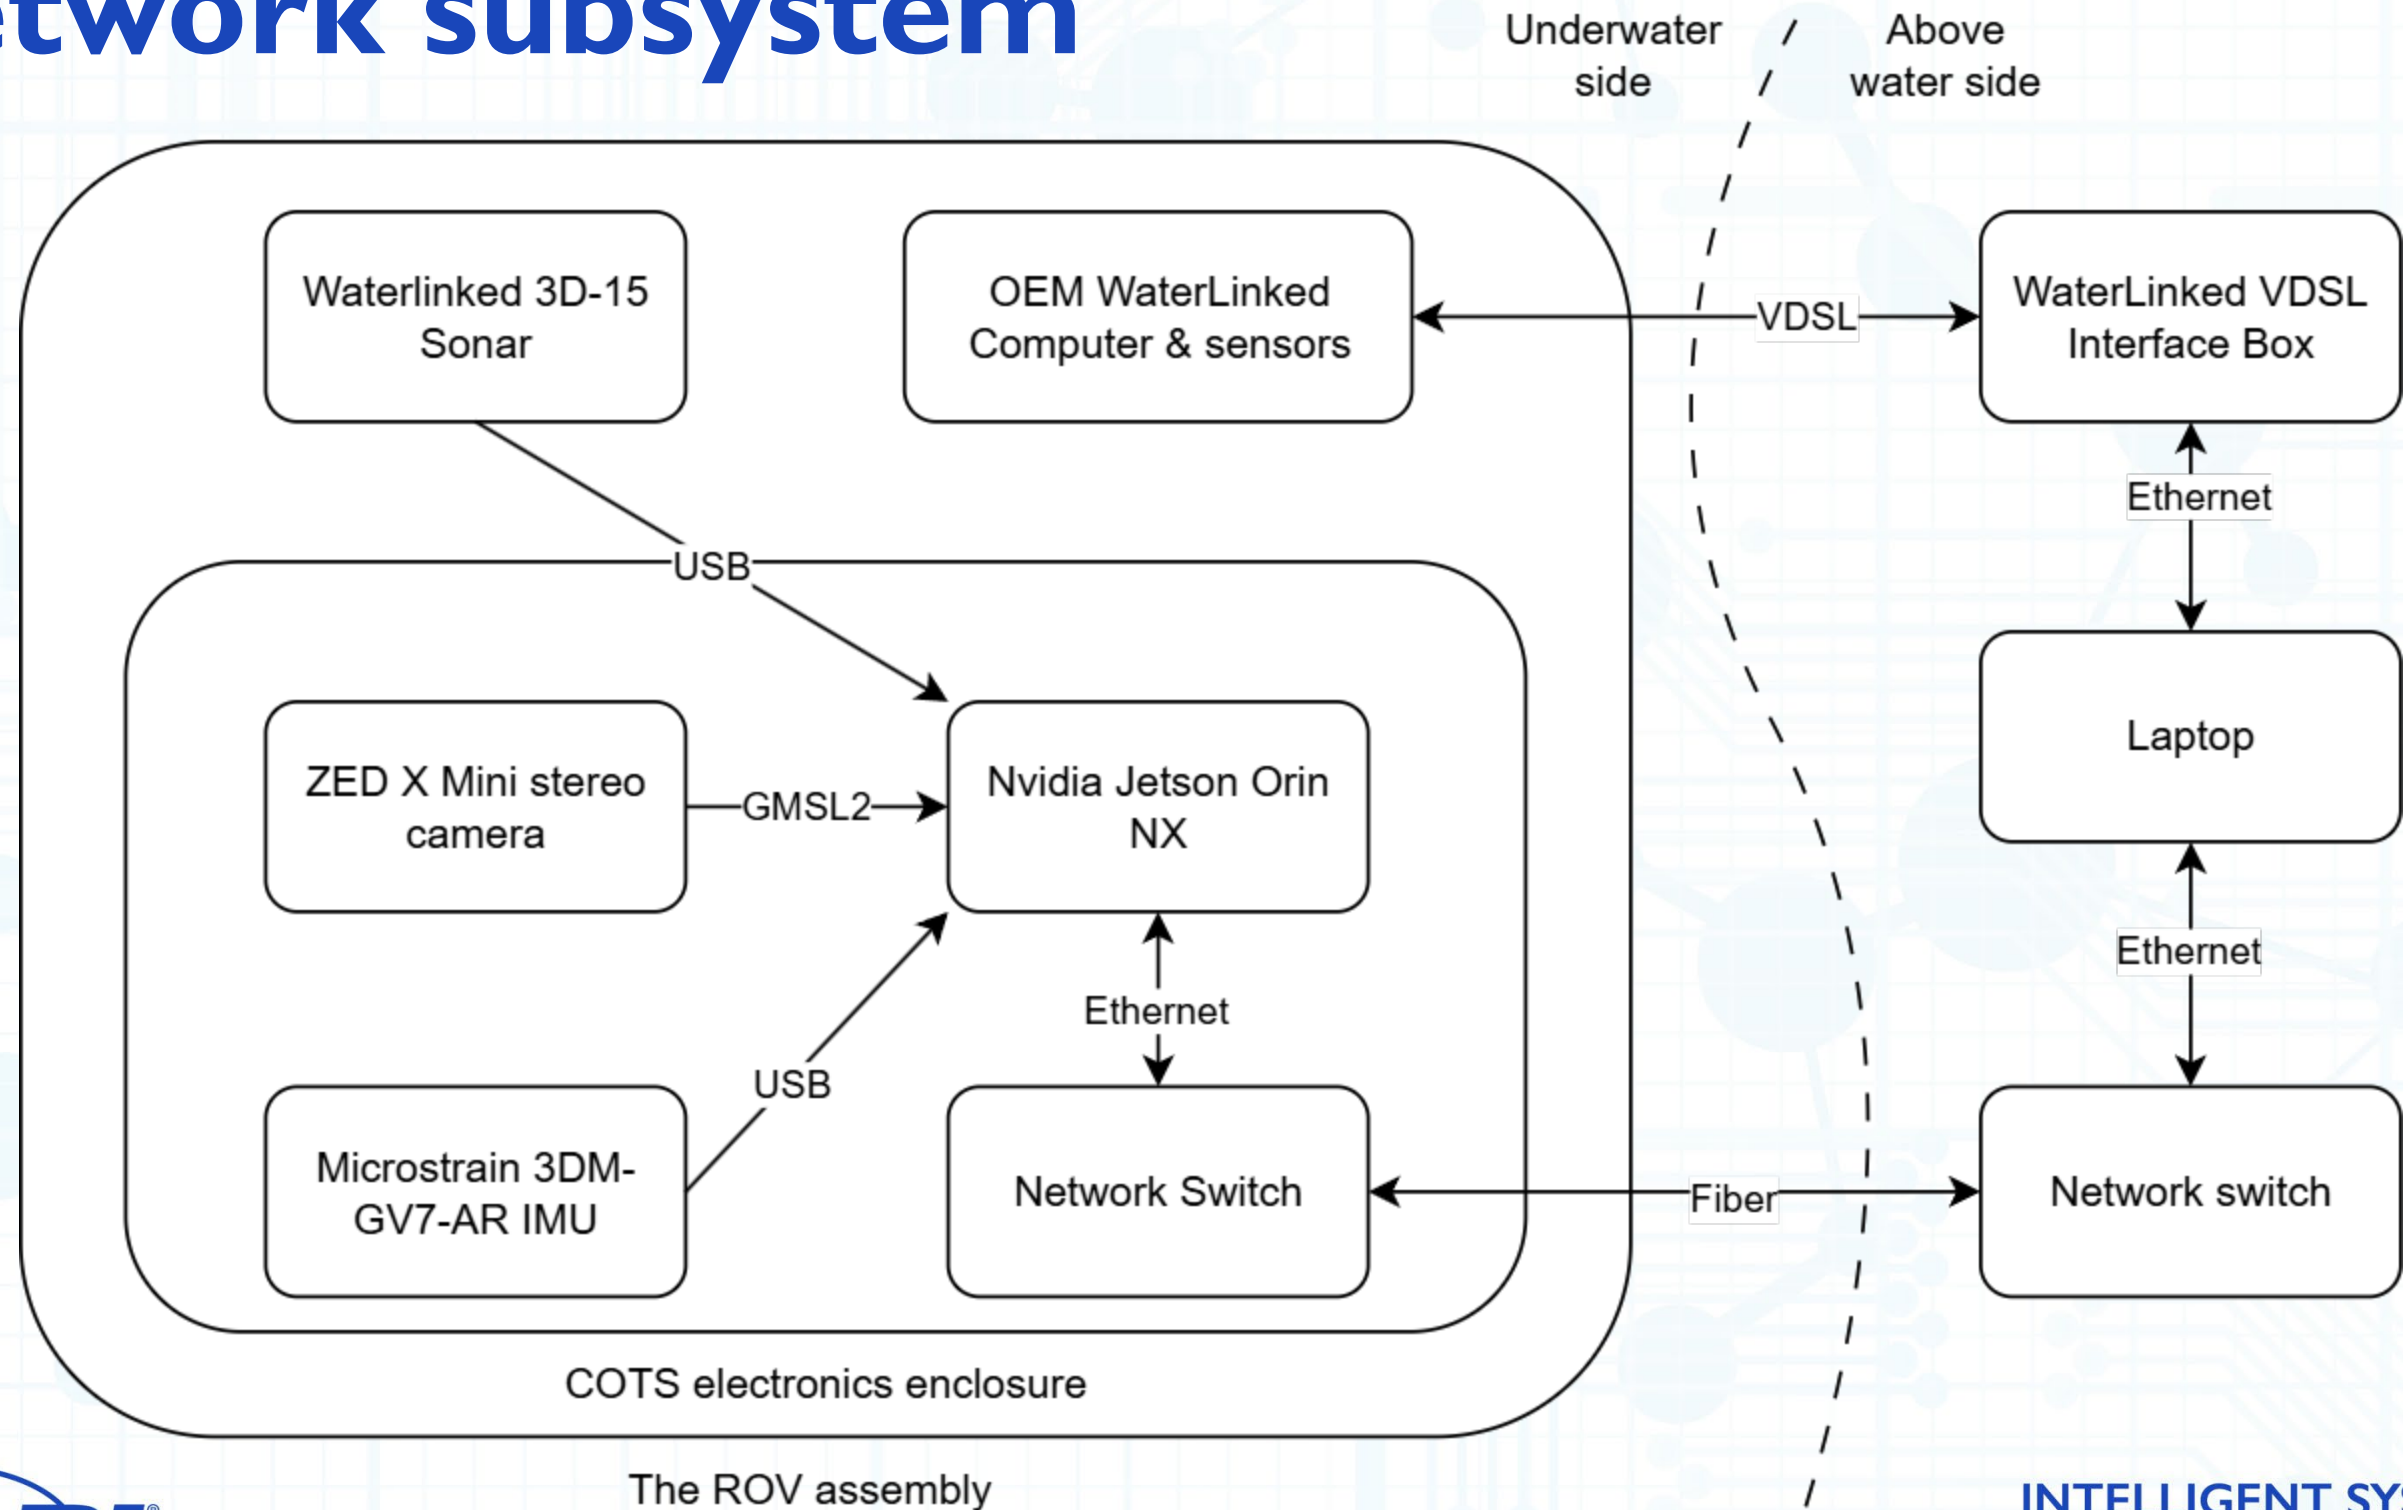 etwork subsystem
Underwater
side
Above
water side
Waterlinked 3D-15
Sonar
OEM WaterLinked
Computer & sensors
VDSL
WaterLinked VDSL
Interface Box
Ethernet
USB
Laptop
ZED X Mini stereo
camera
GMSL2
Nvidia Jetson Orin
NX
Ethernet
Ethernet
USB
Microstrain 3DM-
GV7-AR IMU
Network Switch
Fiber
Network switch
COTS electronics enclosure
The ROV assembly
INTELLIGENT SYS